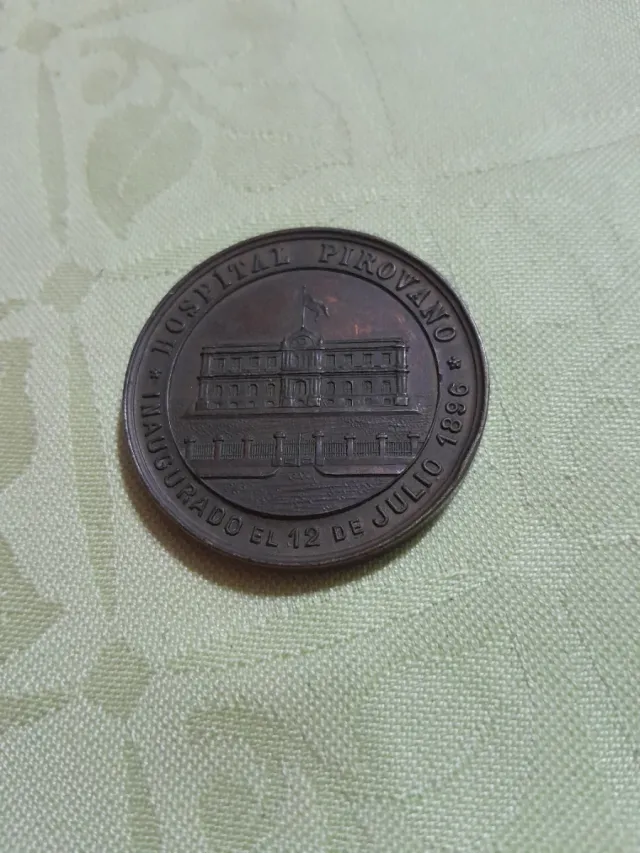 HOSPITAL PIROVANO
* INAUGURADO EL 12 DE JULIO 1896 *